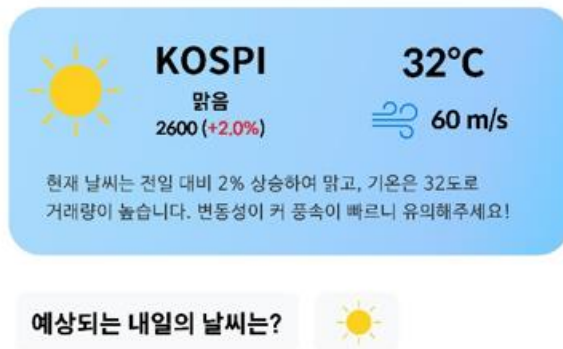 KOSPI
맑음
2600 (+2.0%)
32°C
60 m/s
현재 날씨는 전일 대비 2% 상승하여 맑고, 기온은 32도로
거래량이 높습니다. 변동성이 커 풍속이 빠르니 유의해주세요!
예상되는 내일의 날씨는?